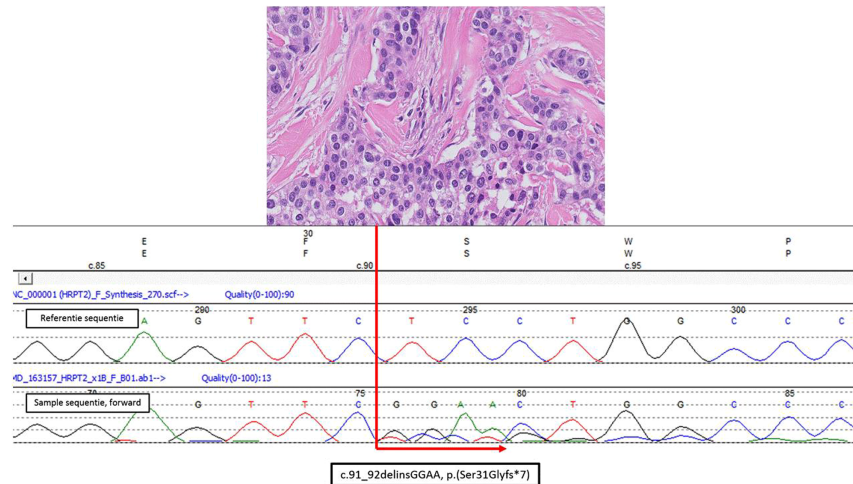 30
E F S W P
E F S W P
c.85 c.90 c.95
NC_000001 (HRPT2)_F_Synthesis_270.scf--> Quality(0-100):90
290 295 300
Referentie sequentie A G T T C T C C T G G C C C
MD_163157_HRPT2_x1B_F_B01.ab1--> Quality(0-100):13
75 80 85
Sample sequentie, forward G T T C G G A A C T G G C C C
c.91_92delinsGGAA, p.(Ser31Glyfs*7)